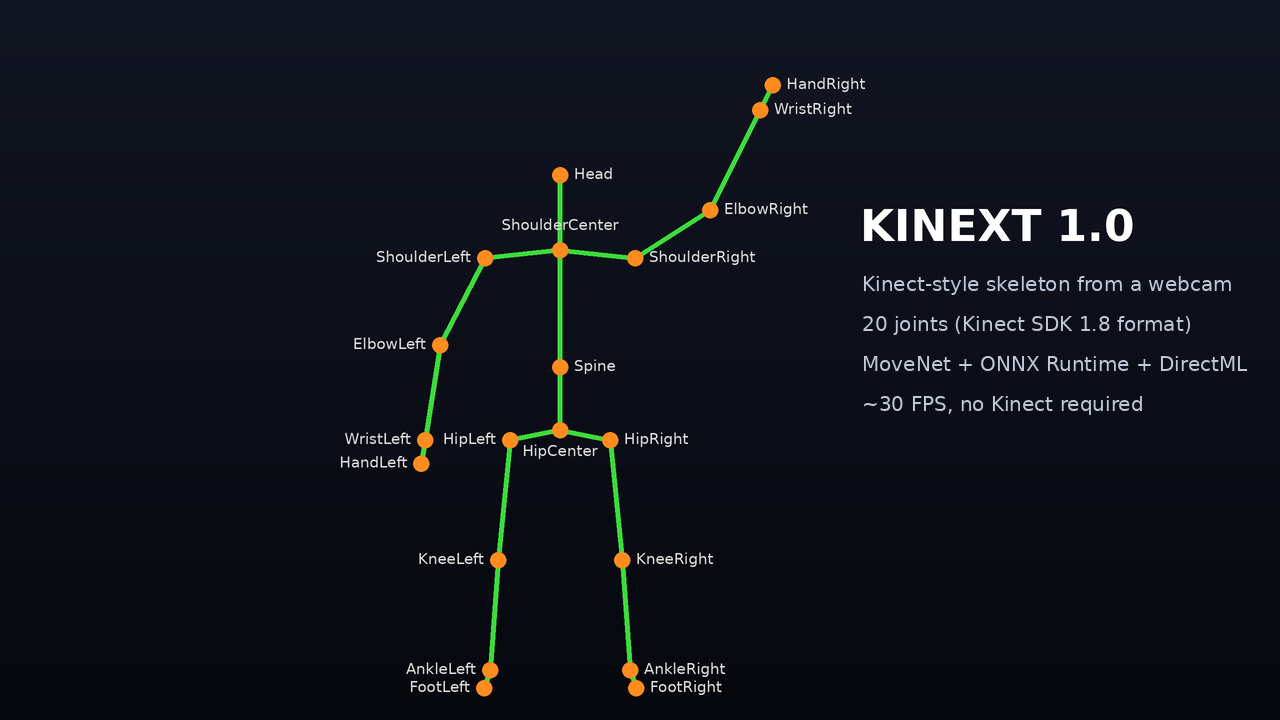 HandRight
WristRight
Head
ElbowRight
ShoulderCenter
ShoulderLeft
ShoulderRight
ElbowLeft
Spine
WristLeft
HipLeft
HipRight
HipCenter
HandLeft
KneeLeft
KneeRight
AnkleLeft
AnkleRight
FootLeft
FootRight
KINEXT 1.0
Kinect-style skeleton from a webcam
20 joints (Kinect SDK 1.8 format)
MoveNet + ONNX Runtime + DirectML
~30 FPS, no Kinect required